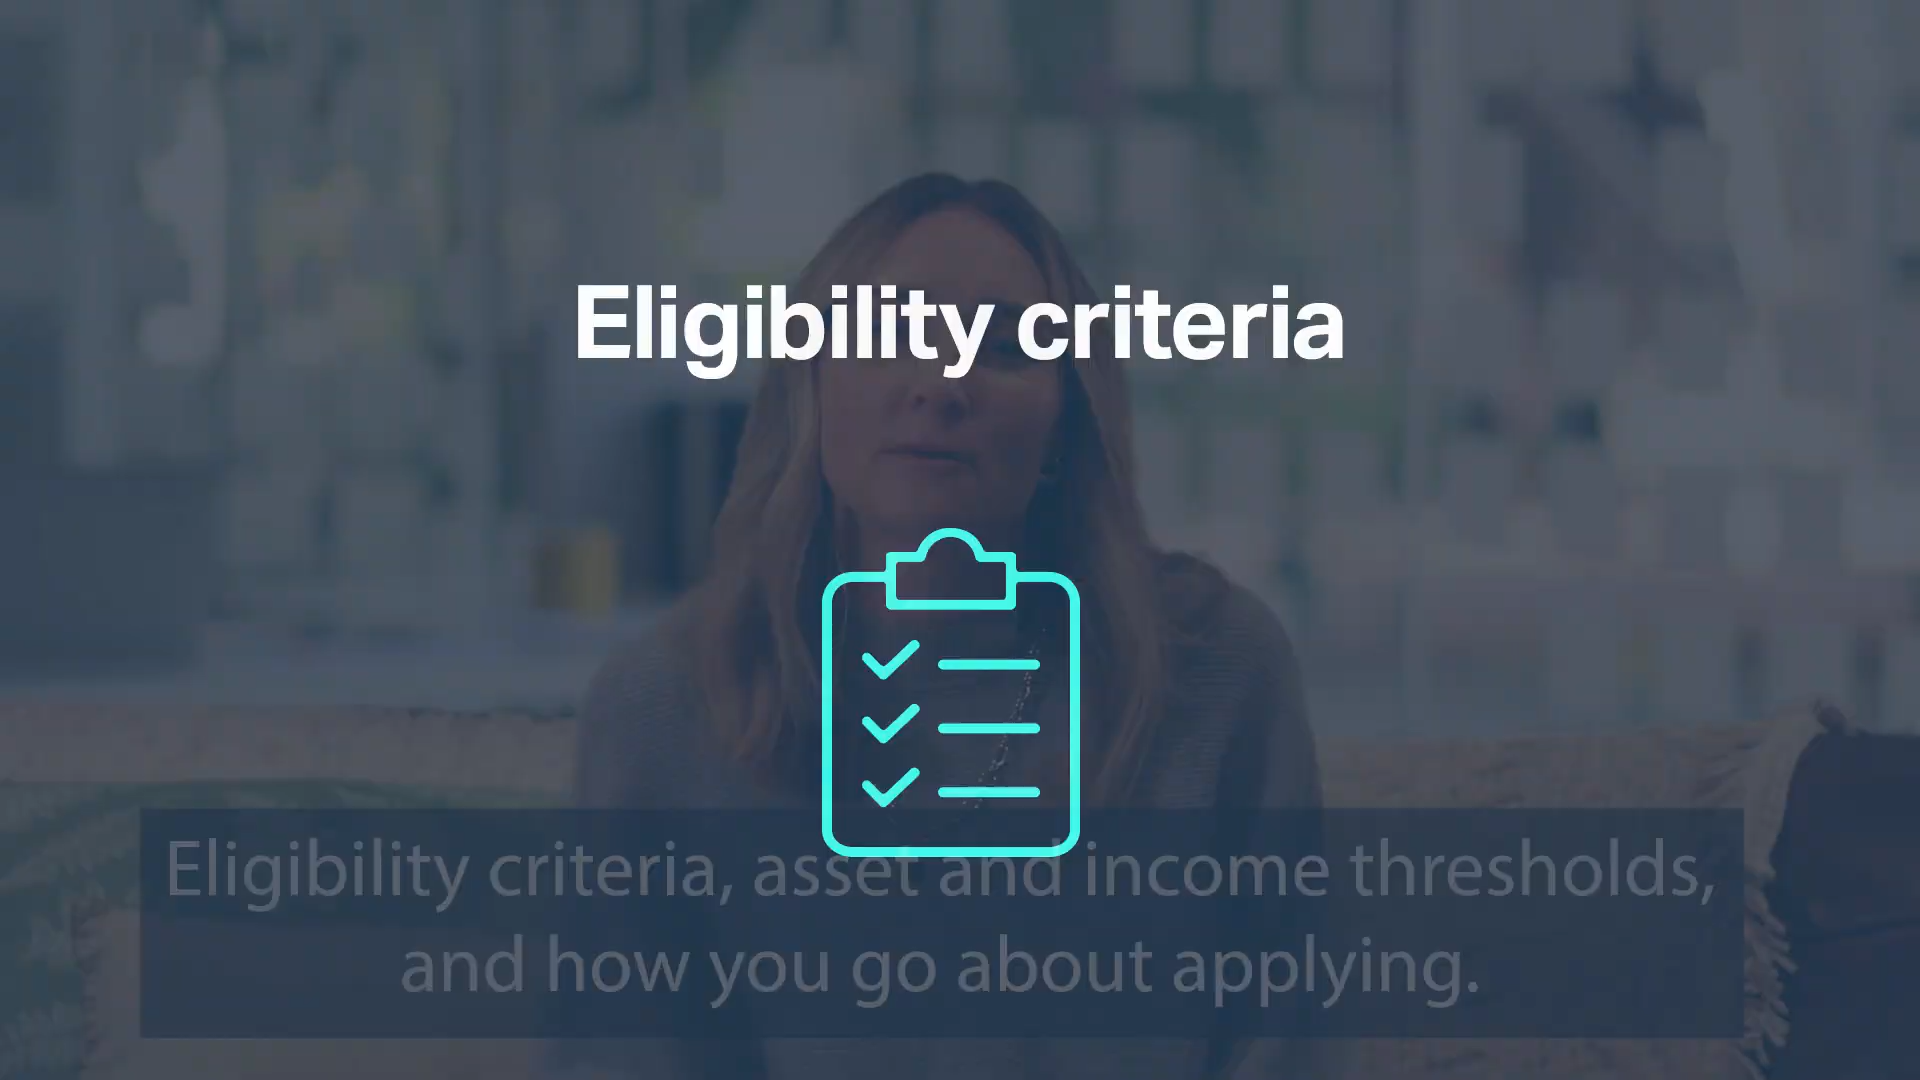 Eligibility criteria
Eligibility criteria, asset and income thresholds,
and how you go about applying.